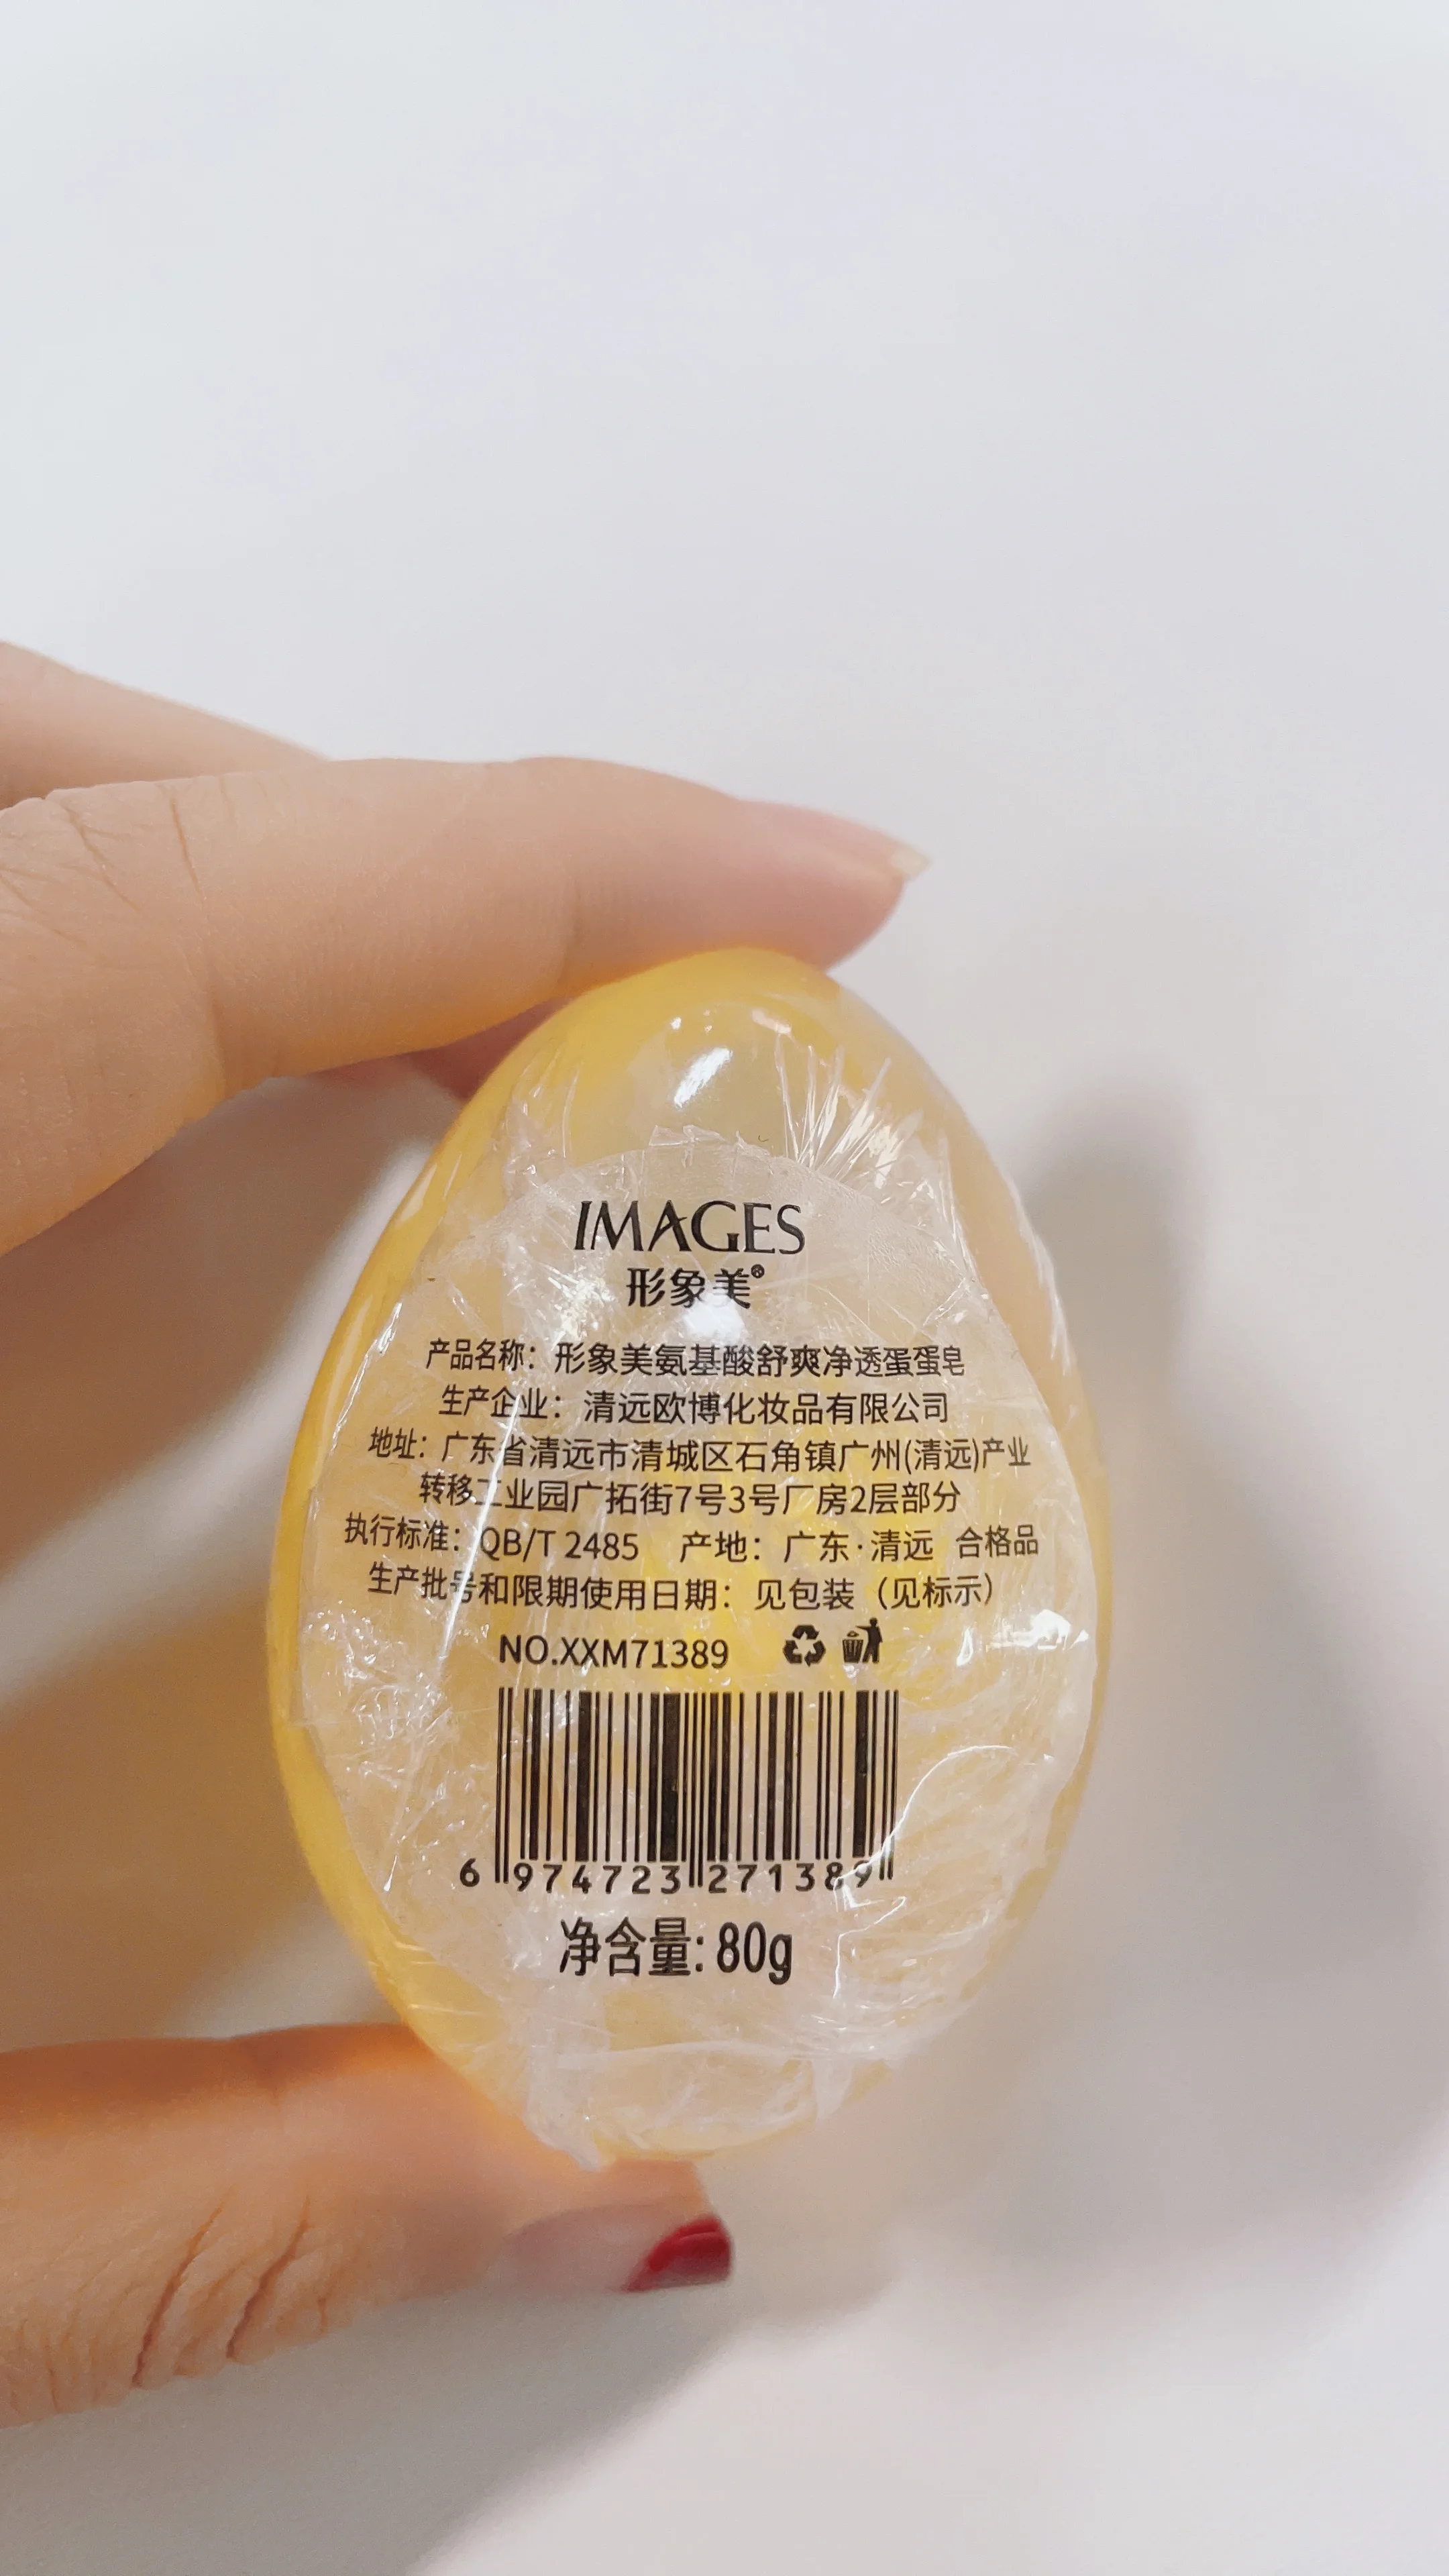 IMAGES
形象美®
产品名称：形象美氨基酸舒爽净透蛋蛋皂
生产企业：清远欧博化妆品有限公司
地址：广东省清远市清城区石角镇广州(清远)产业
转移工业园广拓街7号3号厂房2层部分
执行标准：QB/T 2485 产地：广东·清远 合格品
生产批号和限期使用日期：见包装（见标示）
NO.XXM71389
6 974723 271389
净含量: 80g